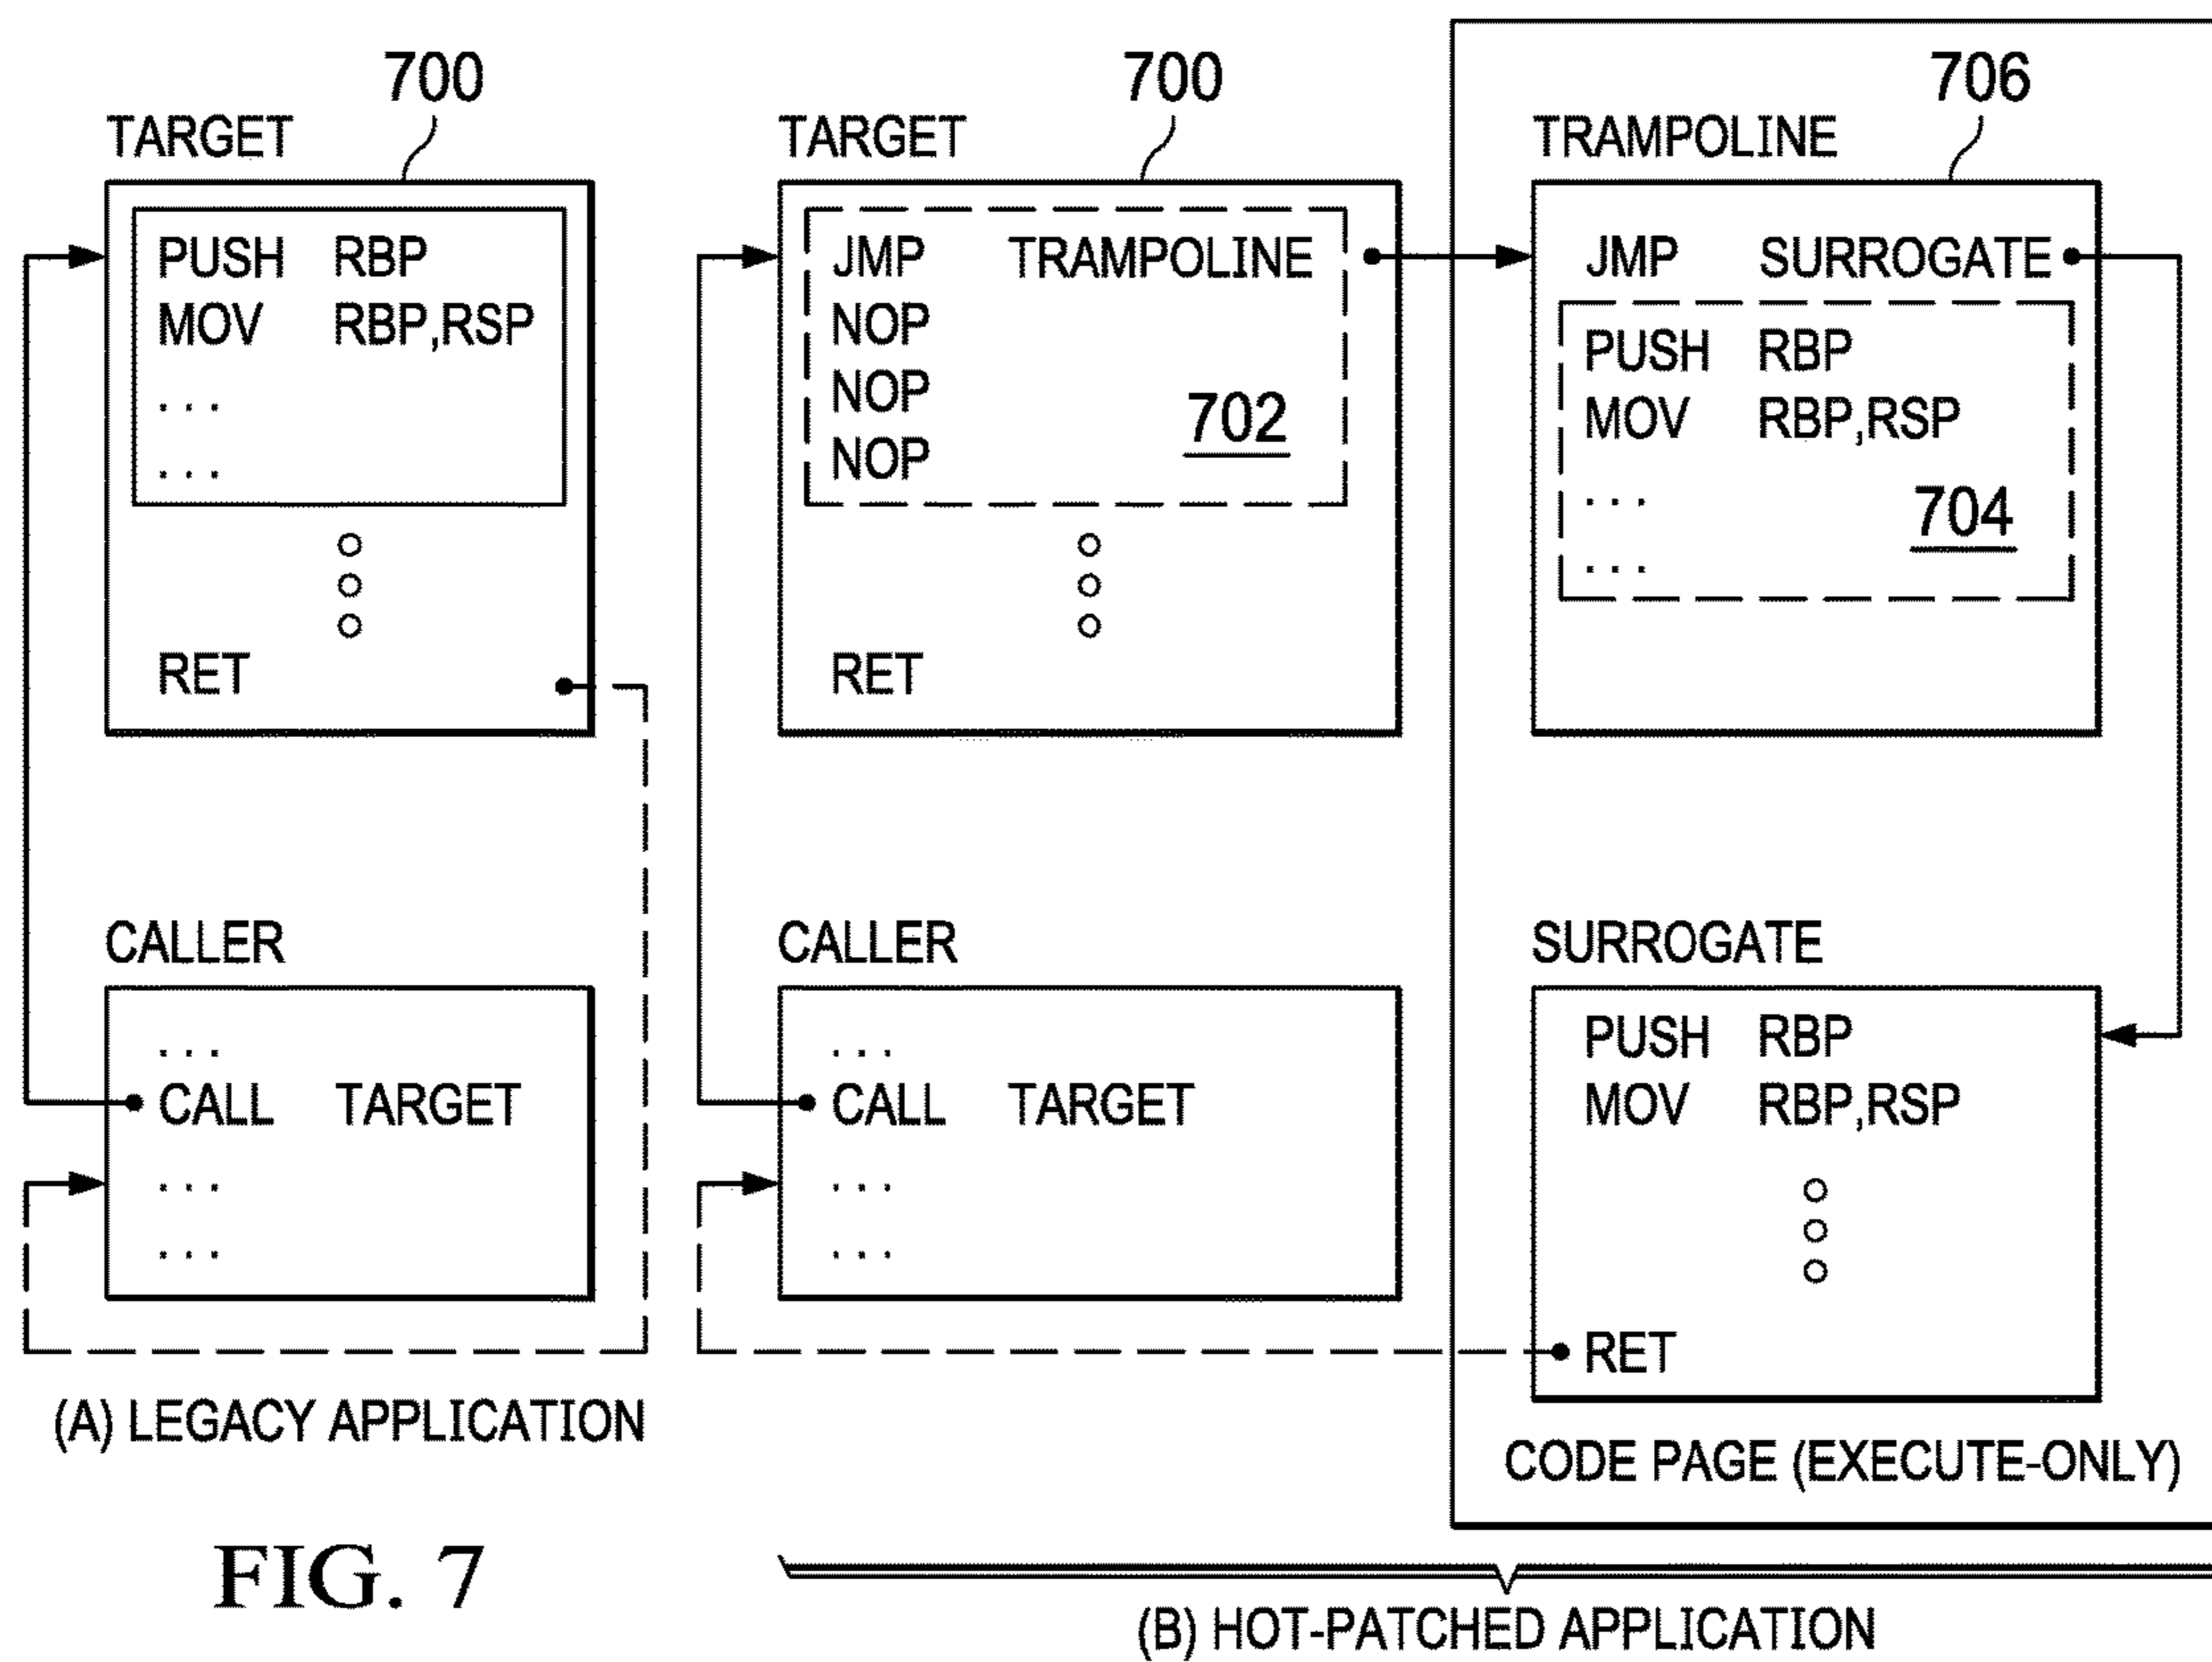 700
TARGET
PUSH RBP
MOV RBP,RSP
. . .
. . .
RET
CALLER
. . .
CALL TARGET
. . .
. . .
(A) LEGACY APPLICATION
700
TARGET
JMP TRAMPOLINE
NOP
NOP
NOP
702
RET
CALLER
. . .
CALL TARGET
. . .
. . .
706
TRAMPOLINE
JMP SURROGATE
PUSH RBP
MOV RBP,RSP
. . .
704
. . .
SURROGATE
PUSH RBP
MOV RBP,RSP
RET
CODE PAGE (EXECUTE-ONLY)
(B) HOT-PATCHED APPLICATION
FIG. 7